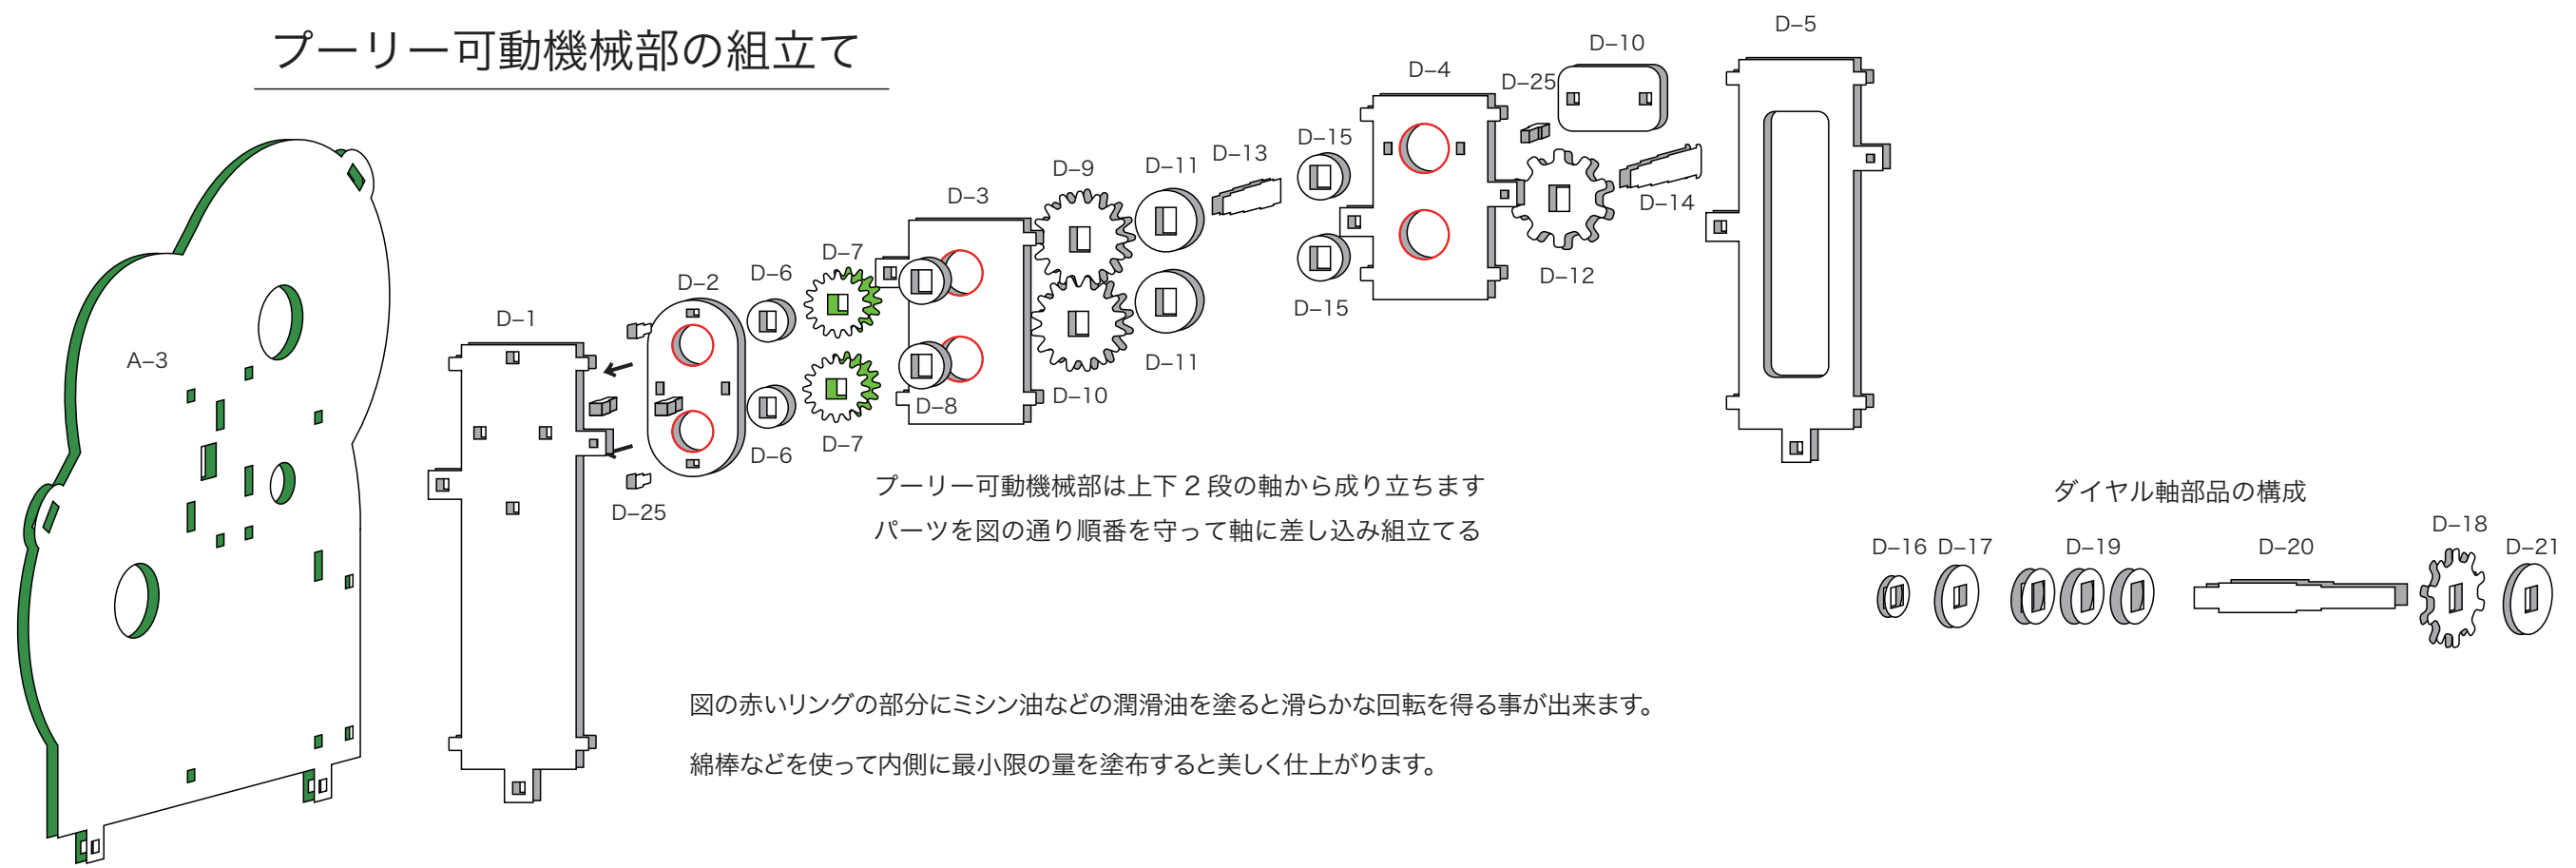 プーリー可動機械部の組立て
D–5
D–10
D–4
D–25
D–15
D–13
D–11
D–9
D–3
D–14
D–12
D–7
D–6
D–2
D–15
D–1
A–3
D–11
D–10
D–8
D–7
D–6
D–25
プーリー可動機械部は上下2段の軸から成り立ちます
パーツを図の通り順番を守って軸に差し込み組立てる
ダイヤル軸部品の構成
D–18
D–16
D–17
D–19
D–20
D–21
図の赤いリングの部分にミシン油などの潤滑油を塗ると滑らかな回転を得る事が出来ます。
綿棒などを使って内側に最小限の量を塗布すると美しく仕上がります。